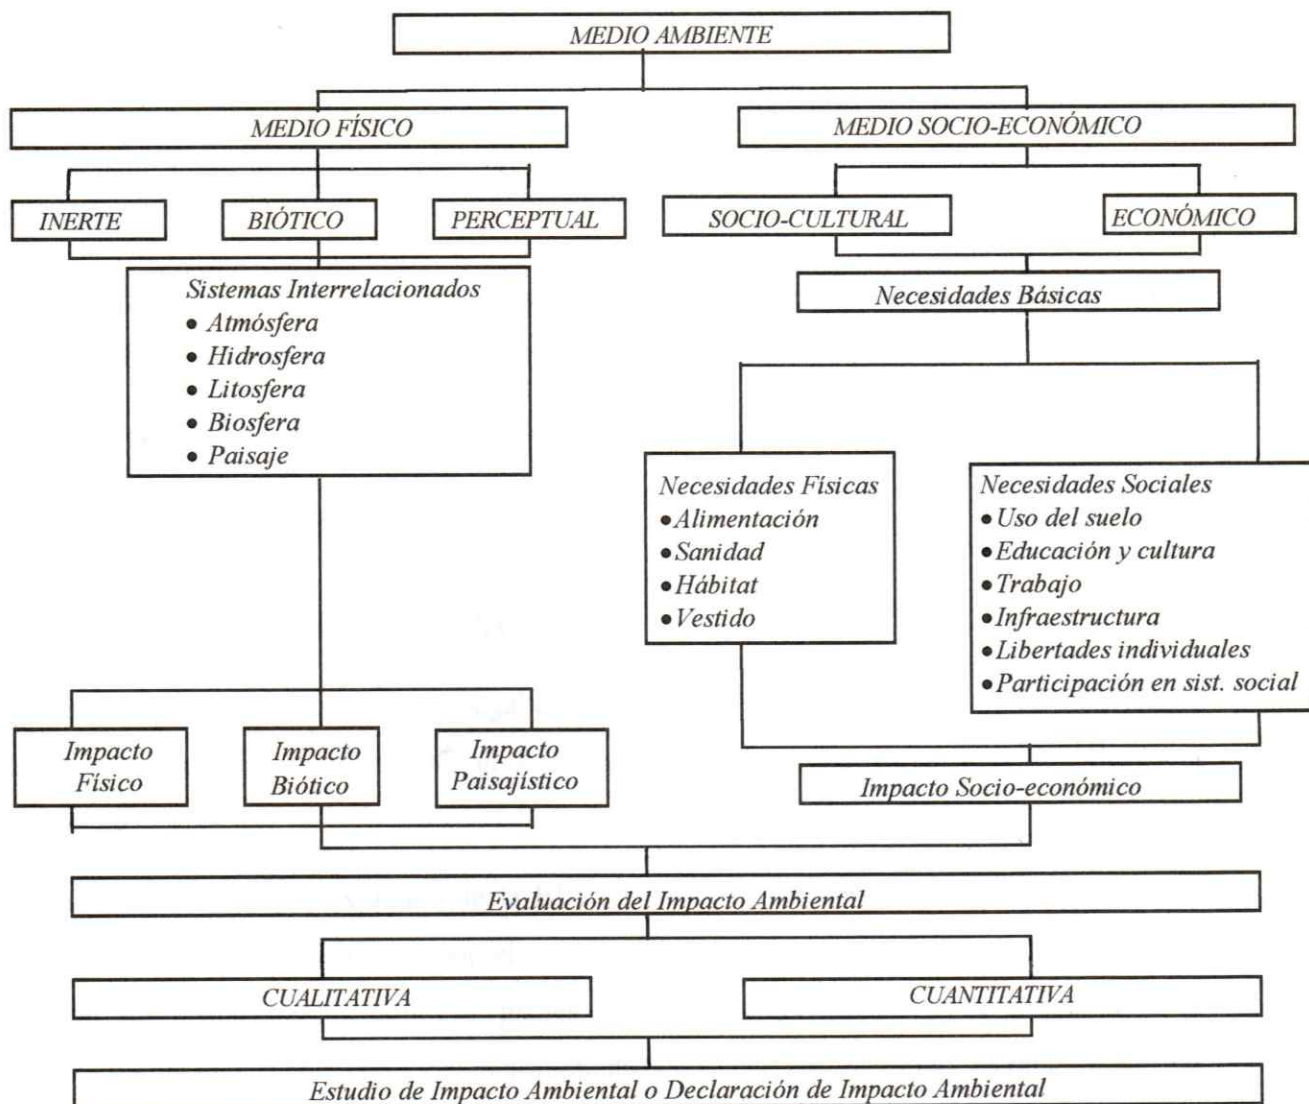 MEDIO AMBIENTE
MEDIO FÍSICO
MEDIO SOCIO-ECONÓMICO
INERTE
BIÓTICO
PERCEPTUAL
SOCIO-CULTURAL
ECONÓMICO
Sistemas Interrelacionados
• Atmósfera
• Hidrosfera
• Litosfera
• Biosfera
• Paisaje
Necesidades Básicas
Necesidades Físicas
• Alimentación
• Sanidad
• Hábitat
• Vestido
Necesidades Sociales
• Uso del suelo
• Educación y cultura
• Trabajo
• Infraestructura
• Libertades individuales
• Participación en sist. social
Impacto
Físico
Impacto
Biótico
Impacto
Paisajístico
Impacto Socio-económico
Evaluación del Impacto Ambiental
CUALITATIVA
CUANTITATIVA
Estudio de Impacto Ambiental o Declaración de Impacto Ambiental